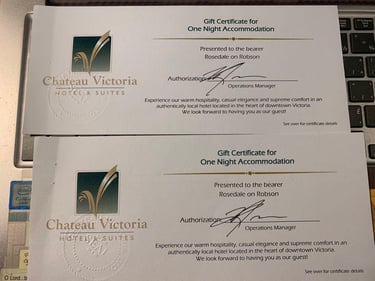 Gift Certificate for
One Night Accommodation
Presented to the bearer
Rosedale on Robson
Chateau Victoria
HOTEL & SUITES
Authorization:
Operations Manager
Experience our warm hospitality, casual elegance and supreme comfort in an
authentically local hotel located in the heart of downtown Victoria.
We look forward to having you as our guest!
See over for certificate details
Gift Certificate for
One Night Accommodation
Presented to the bearer
Rosedale on Robson
Chateau Victoria
HOTEL & SUITES
Authorization:
Operations Manager
Experience our warm hospitality, casual elegance and supreme comfort in an
authentically local hotel located in the heart of downtown Victoria.
We look forward to having you as our guest!
See over for certificate details